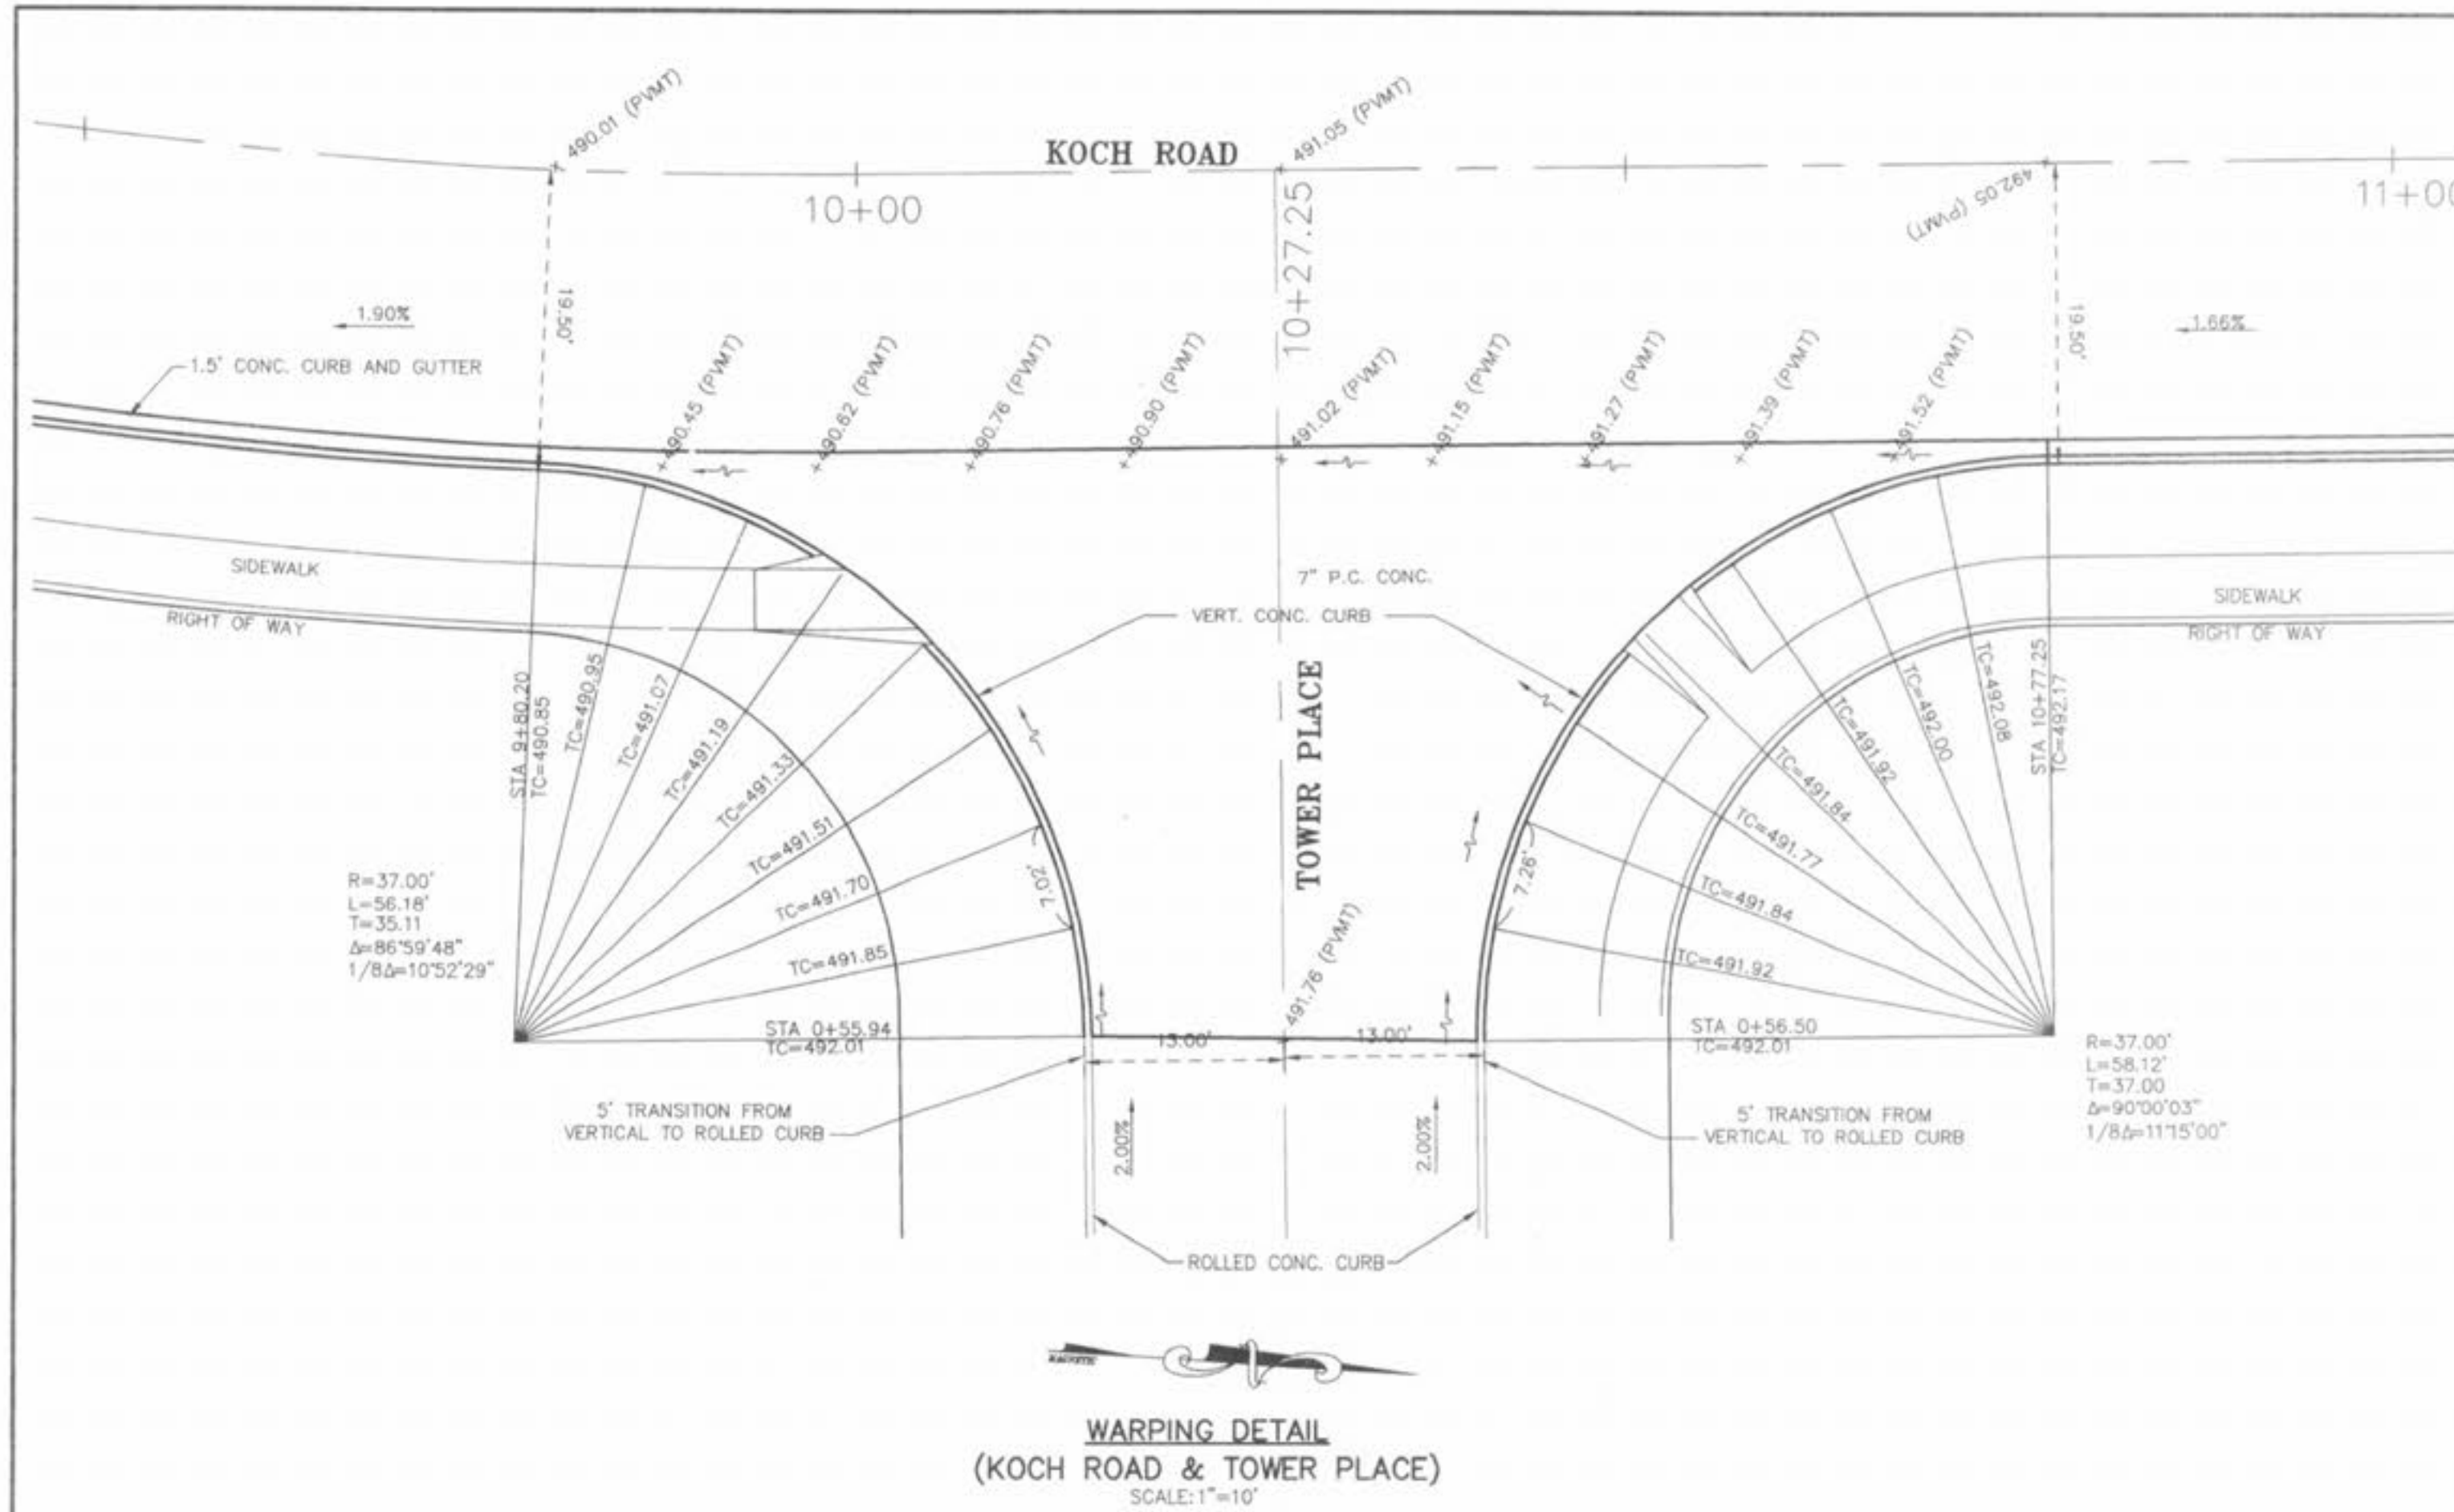 490.01 (PVMT)
KOCH ROAD
491.05 (PVMT)
492.05 (PVMT)
10+00
10+27.25
11+00
1.90%
19.50'
19.50'
1.66%
1.5' CONC. CURB AND GUTTER
490.45 (PVMT)
490.62 (PVMT)
490.76 (PVMT)
490.90 (PVMT)
491.02 (PVMT)
491.15 (PVMT)
491.27 (PVMT)
491.39 (PVMT)
491.52 (PVMT)
SIDEWALK
RIGHT OF WAY
7" P.C. CONC.
VERT. CONC. CURB
SIDEWALK
RIGHT OF WAY
STA 9+80.20
TC=490.85
TC=490.95
TC=491.07
TC=491.19
TC=491.33
TC=491.51
TC=491.70
TC=491.85
7.02'
TOWER PLACE
491.76 (PVMT)
7.26'
STA 10+77.25
TC=492.17
TC=492.08
TC=492.00
TC=491.92
TC=491.84
TC=491.77
TC=491.84
TC=491.92
R=37.00'
L=56.18'
T=35.11
Δ=86°59'48"
1/8Δ=10°52'29"
STA 0+55.94
TC=492.01
13.00'
13.00'
STA 0+56.50
TC=492.01
R=37.00'
L=58.12'
T=37.00
Δ=90°00'03"
1/8Δ=11°15'00"
5' TRANSITION FROM
VERTICAL TO ROLLED CURB
2.00%
2.00%
5' TRANSITION FROM
VERTICAL TO ROLLED CURB
ROLLED CONC. CURB
WARPING DETAIL
(KOCH ROAD & TOWER PLACE)
SCALE: 1"=10'